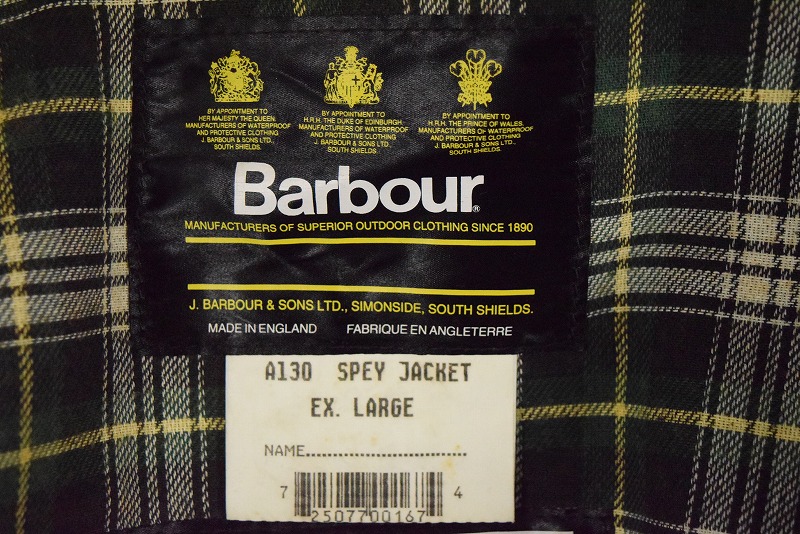 BY APPOINTMENT TO
HER MAJESTY THE QUEEN.
MANUFACTURERS OF WATERPROOF
AND PROTECTIVE CLOTHING
J. BARBOUR & SONS LTD.,
SOUTH SHIELDS.
BY APPOINTMENT TO
H.R.H. THE DUKE OF EDINBURGH.
MANUFACTURERS OF WATERPROOF
AND PROTECTIVE CLOTHING
J. BARBOUR & SONS LTD.,
SOUTH SHIELDS.
BY APPOINTMENT TO
H.R.H. THE PRINCE OF WALES.
MANUFACTURERS OF WATERPROOF
AND PROTECTIVE CLOTHING
J. BARBOUR & SONS LTD.,
SOUTH SHIELDS.
Barbour®
MANUFACTURERS OF SUPERIOR OUTDOOR CLOTHING SINCE 1890
J. BARBOUR & SONS LTD., SIMONSIDE, SOUTH SHIELDS.
MADE IN ENGLAND FABRIQUE EN ANGLETERRE
A130 SPEY JACKET
EX. LARGE
NAME..............................
7 2507700167 4